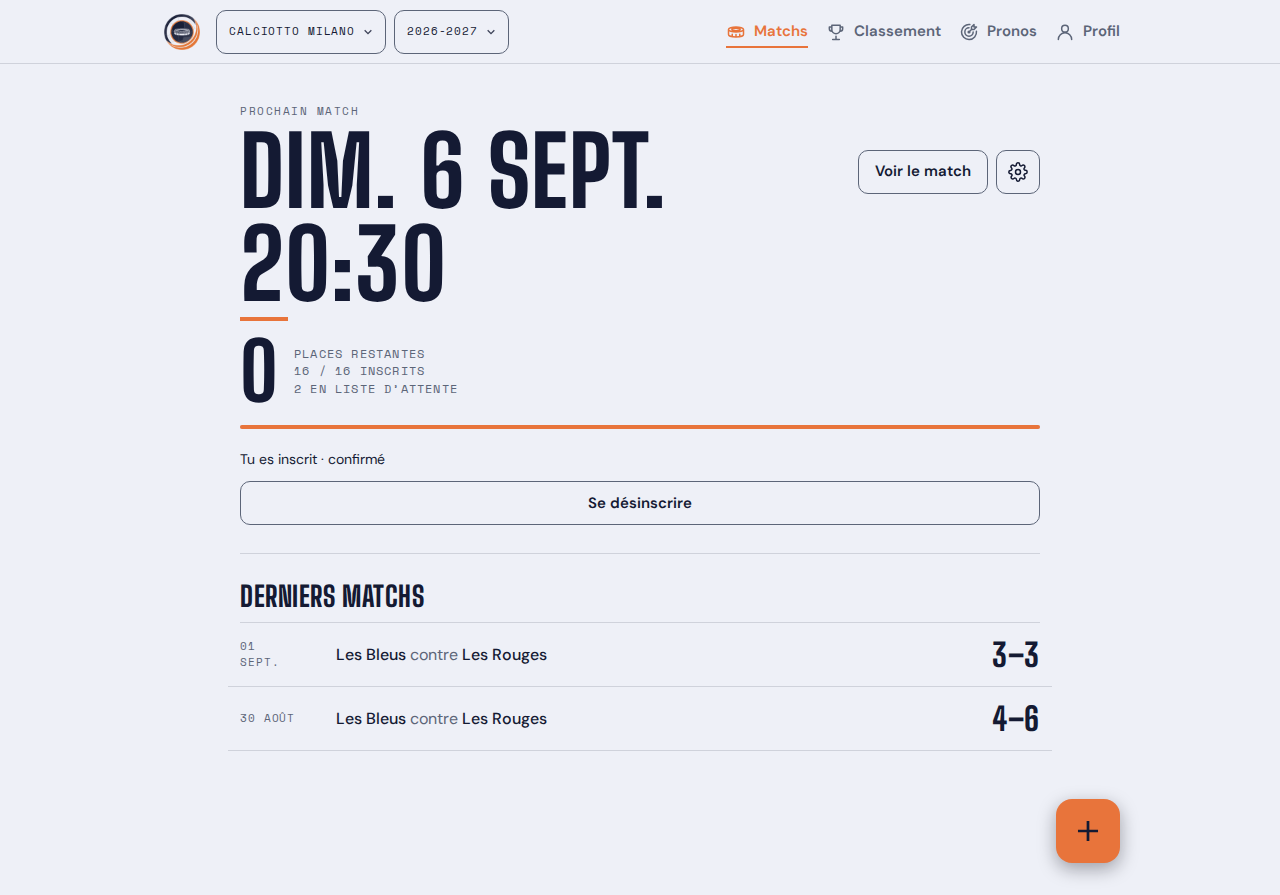 CALCIOTTO MILANO
2026-2027
Matchs
Classement
Pronos
Profil
PROCHAIN MATCH
DIM. 6 SEPT.
20:30
Voir le match
0
PLACES RESTANTES
16 / 16 INSCRITS
2 EN LISTE D'ATTENTE
Tu es inscrit · confirmé
Se désinscrire
DERNIERS MATCHS
01
SEPT.
Les Bleus contre Les Rouges
3–3
30 AOÛT
Les Bleus contre Les Rouges
4–6